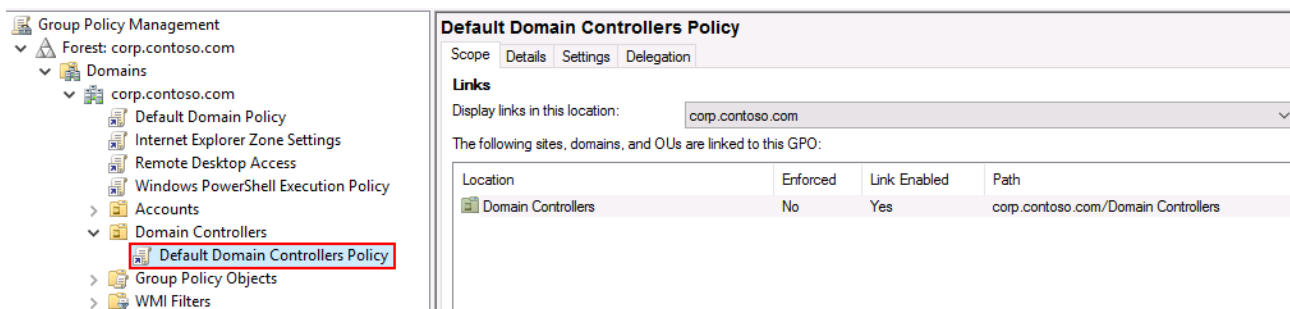 Group Policy Management
Forest: corp.contoso.com
Domains
corp.contoso.com
Default Domain Policy
Internet Explorer Zone Settings
Remote Desktop Access
Windows PowerShell Execution Policy
Accounts
Domain Controllers
Default Domain Controllers Policy
Group Policy Objects
WMI Filters
Default Domain Controllers Policy
Scope Details Settings Delegation
Links
Display links in this location: corp.contoso.com
The following sites, domains, and OUs are linked to this GPO:
Location Enforced Link Enabled Path
Domain Controllers No Yes corp.contoso.com/Domain Controllers